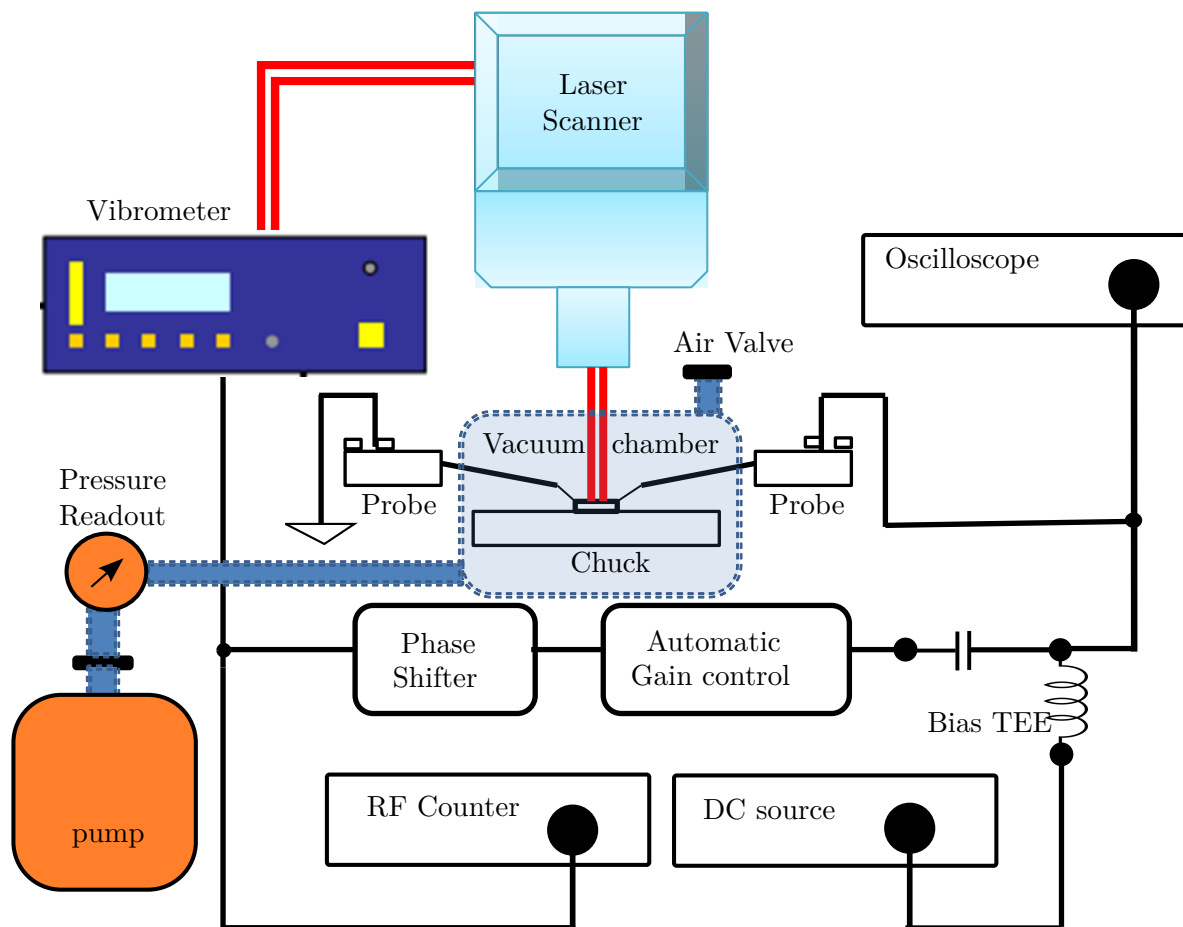 Laser
Scanner
Vibrometer
Oscilloscope
Air Valve
Vacuum chamber
Pressure
Readout
Probe
Probe
Chuck
Phase
Shifter
Automatic
Gain control
Bias TEE
RF Counter
DC source
pump